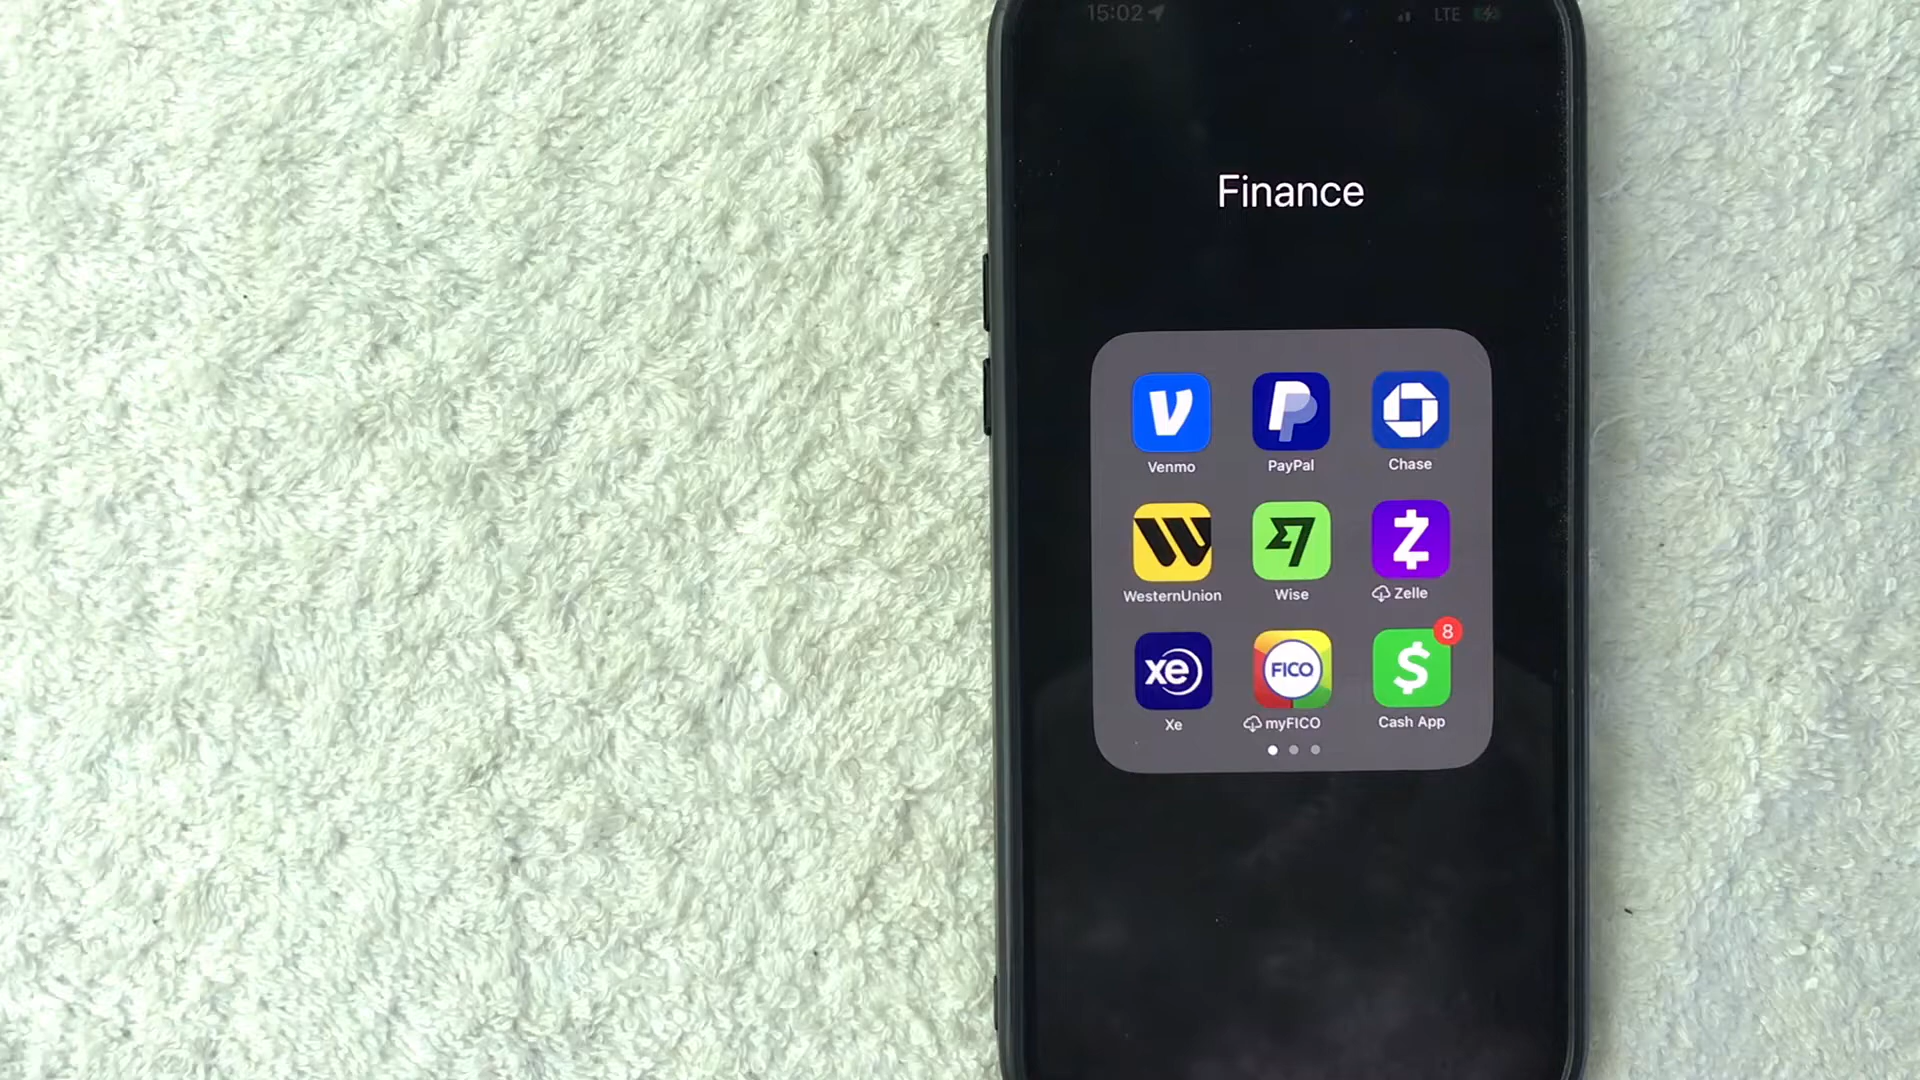 15:02 LTE
Finance
Venmo PayPal Chase
WesternUnion Wise Zelle
8
xe FICO
Xe myFICO Cash App